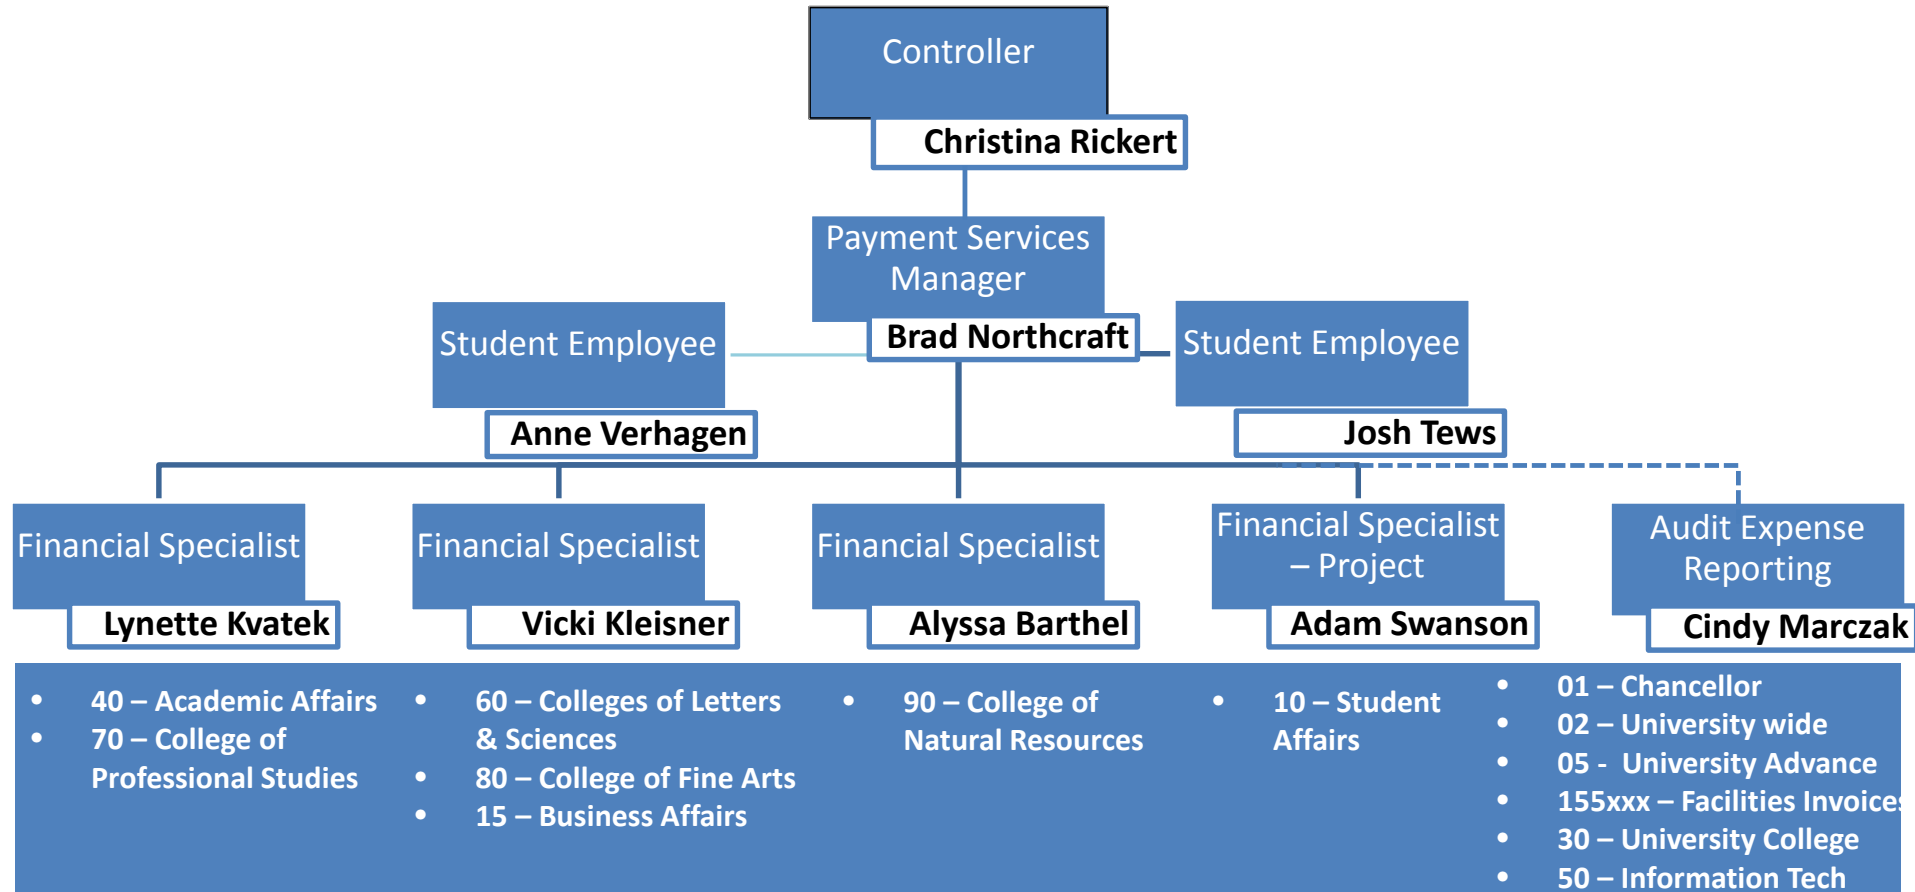 Controller
Christina Rickert
Payment Services
Manager
Brad Northcraft
Student Employee
Anne Verhagen
Student Employee
Josh Tews
Financial Specialist
Lynette Kvatek
Financial Specialist
Vicki Kleisner
Financial Specialist
Alyssa Barthel
Financial Specialist
– Project
Adam Swanson
Audit Expense
Reporting
Cindy Marczak
• 40 – Academic Affairs
• 70 – College of
Professional Studies
• 60 – Colleges of Letters
& Sciences
• 80 – College of Fine Arts
• 15 – Business Affairs
• 90 – College of
Natural Resources
• 10 – Student
Affairs
• 01 – Chancellor
• 02 – University wide
• 05 - University Advance
• 155xxx – Facilities Invoices
• 30 – University College
• 50 – Information Tech